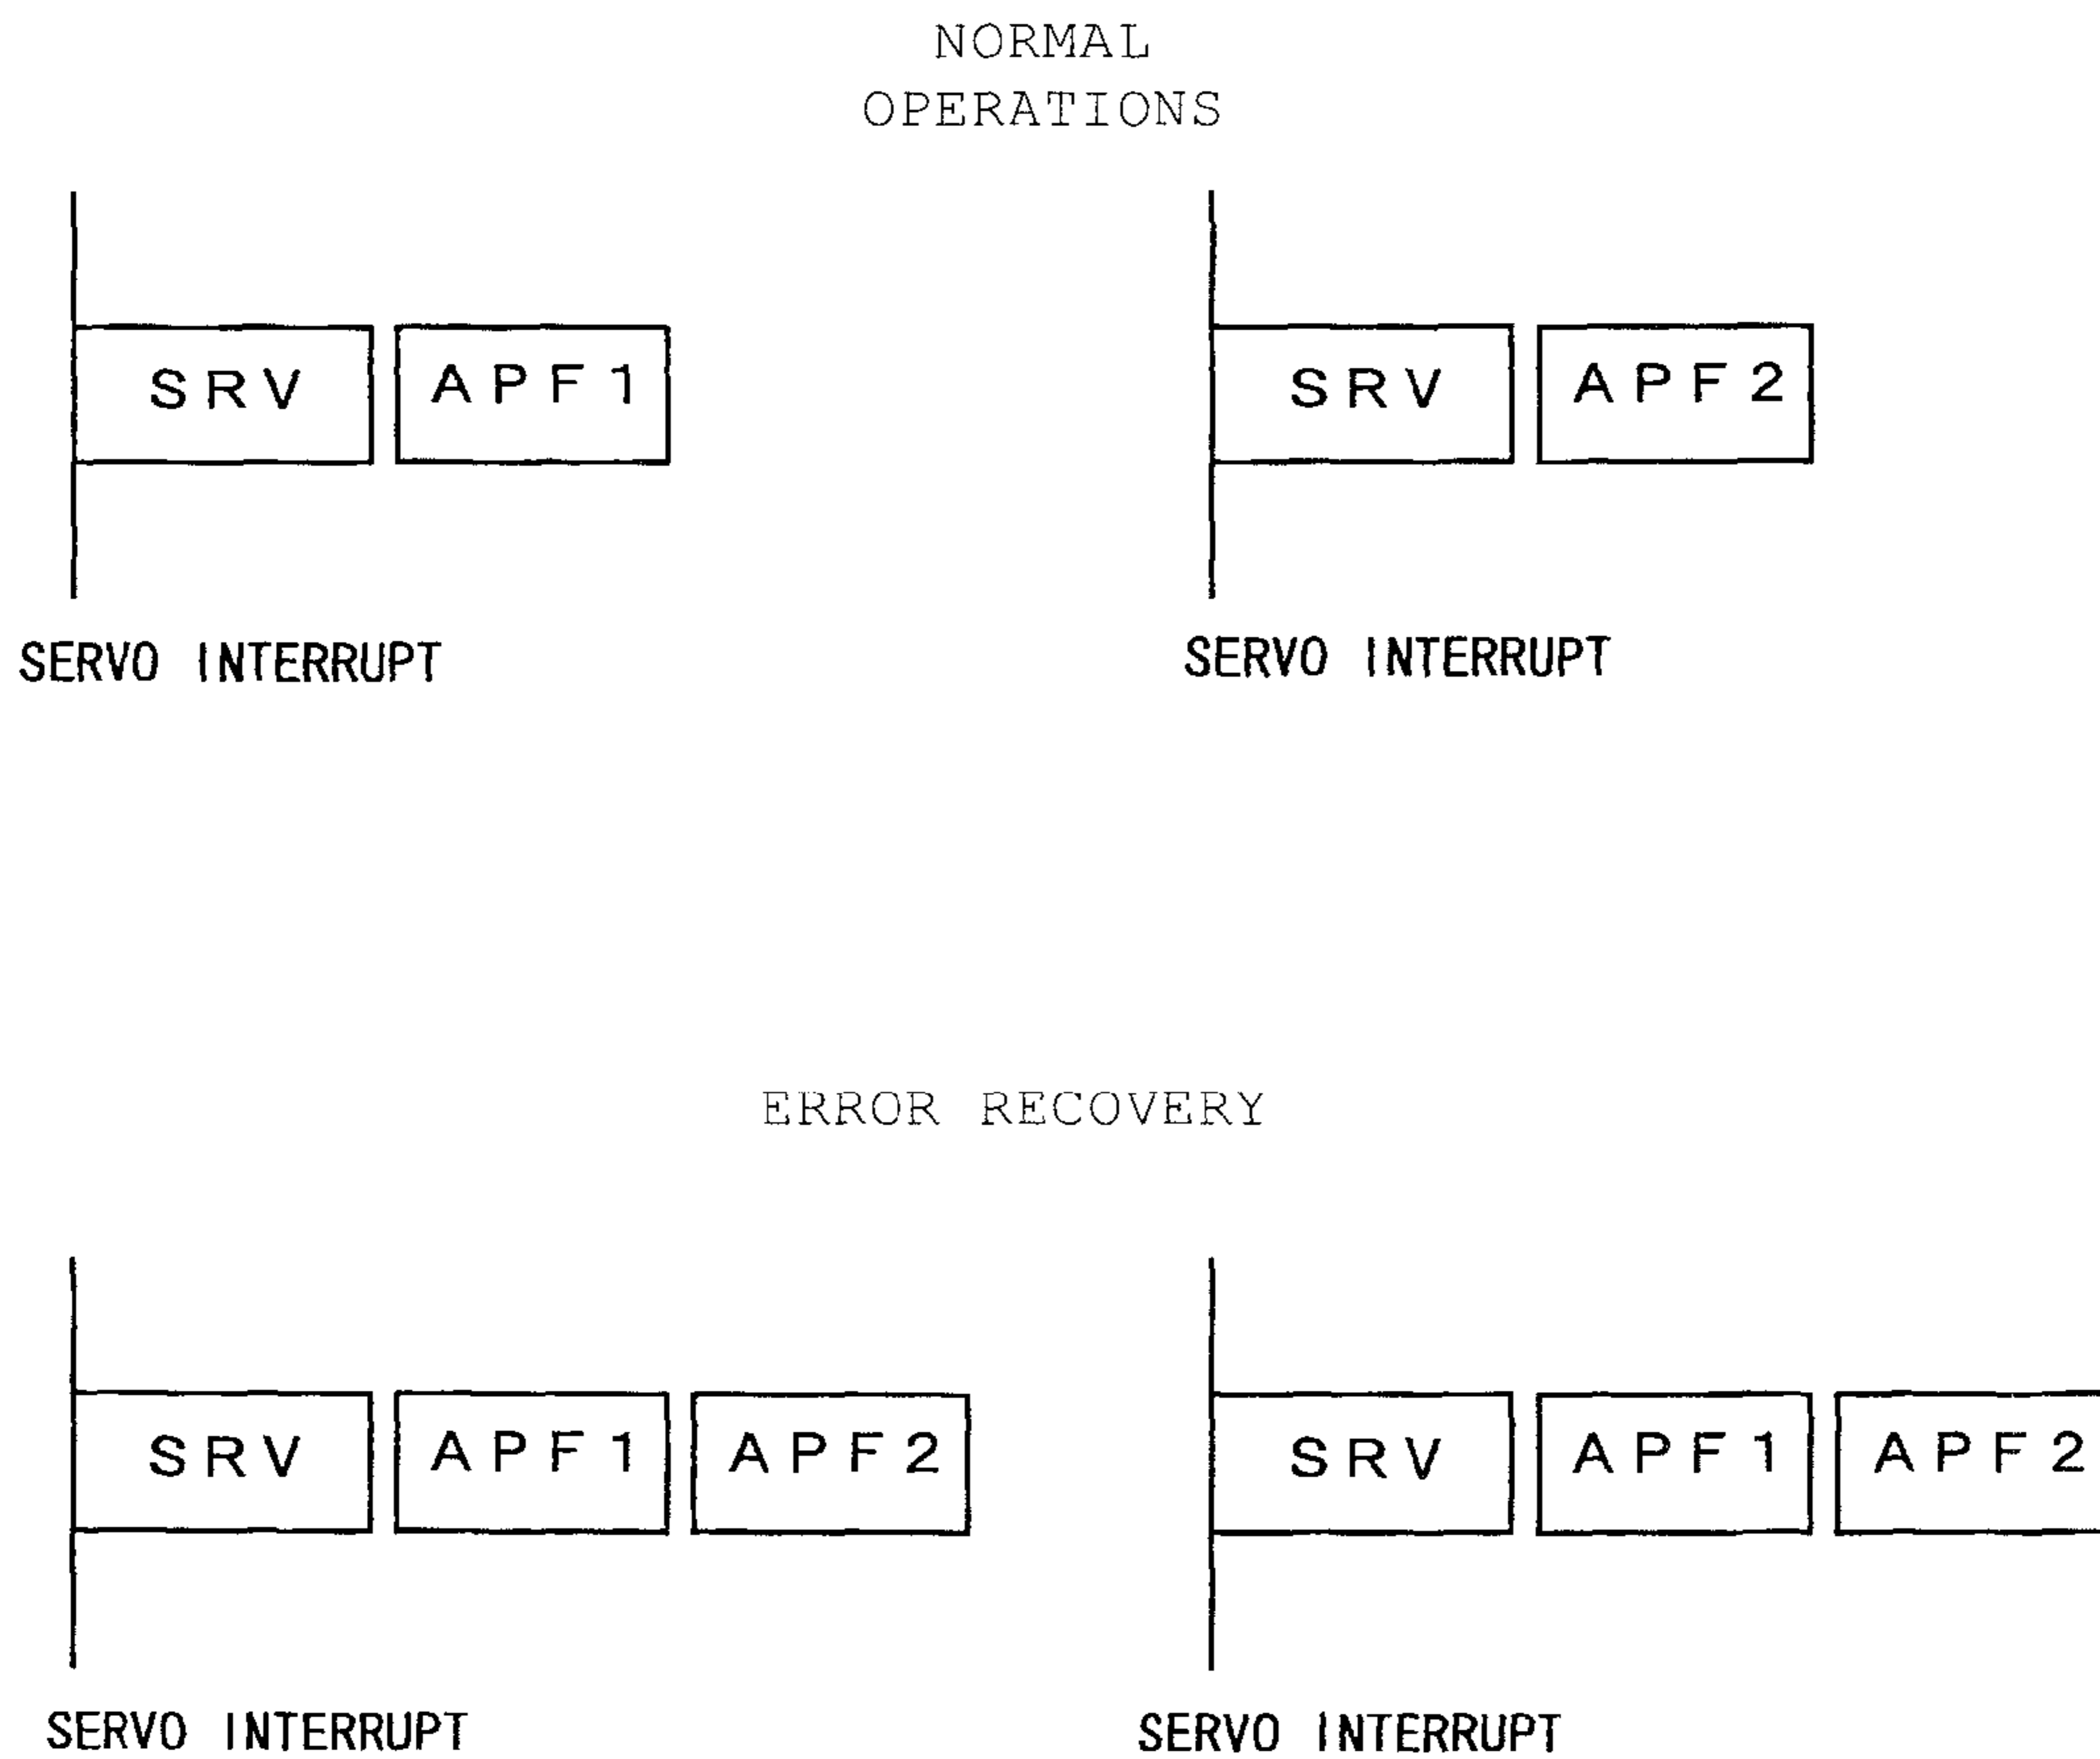 NORMAL
OPERATIONS
SRV APF1 SRV APF2
SERVO INTERRUPT SERVO INTERRUPT
ERROR RECOVERY
SRV APF1 APF2 SRV APF1 APF2
SERVO INTERRUPT SERVO INTERRUPT